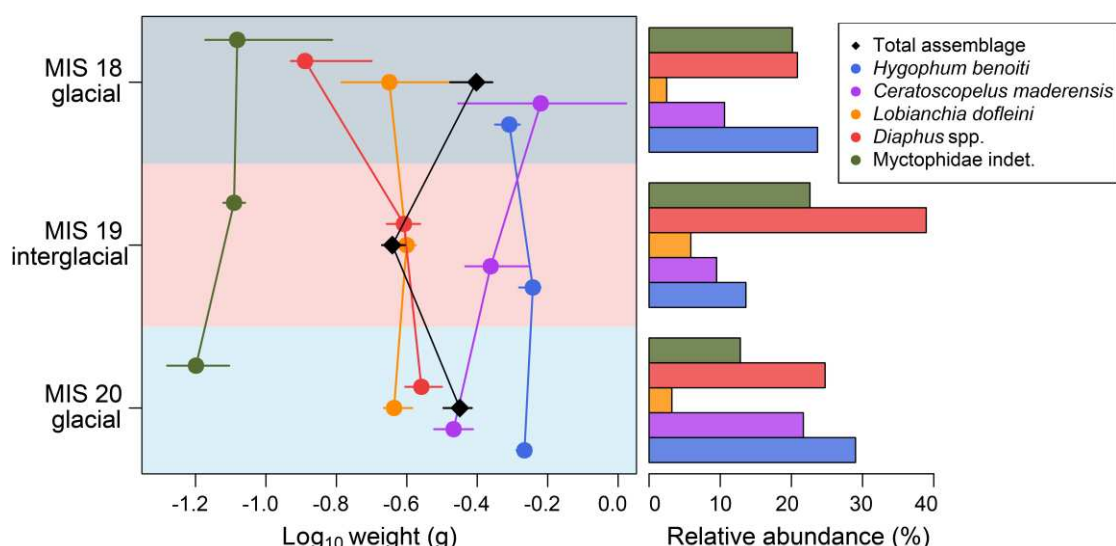 MIS 18
glacial
MIS 19
interglacial
MIS 20
glacial
-1.2 -1.0 -0.8 -0.6 -0.4 -0.2 0.0
Log₁₀ weight (g)
0 10 20 30 40
Relative abundance (%)
Total assemblage
Hygophum benoiti
Ceratoscopelus maderensis
Lobianchia dofleini
Diaphus spp.
Myctophidae indet.